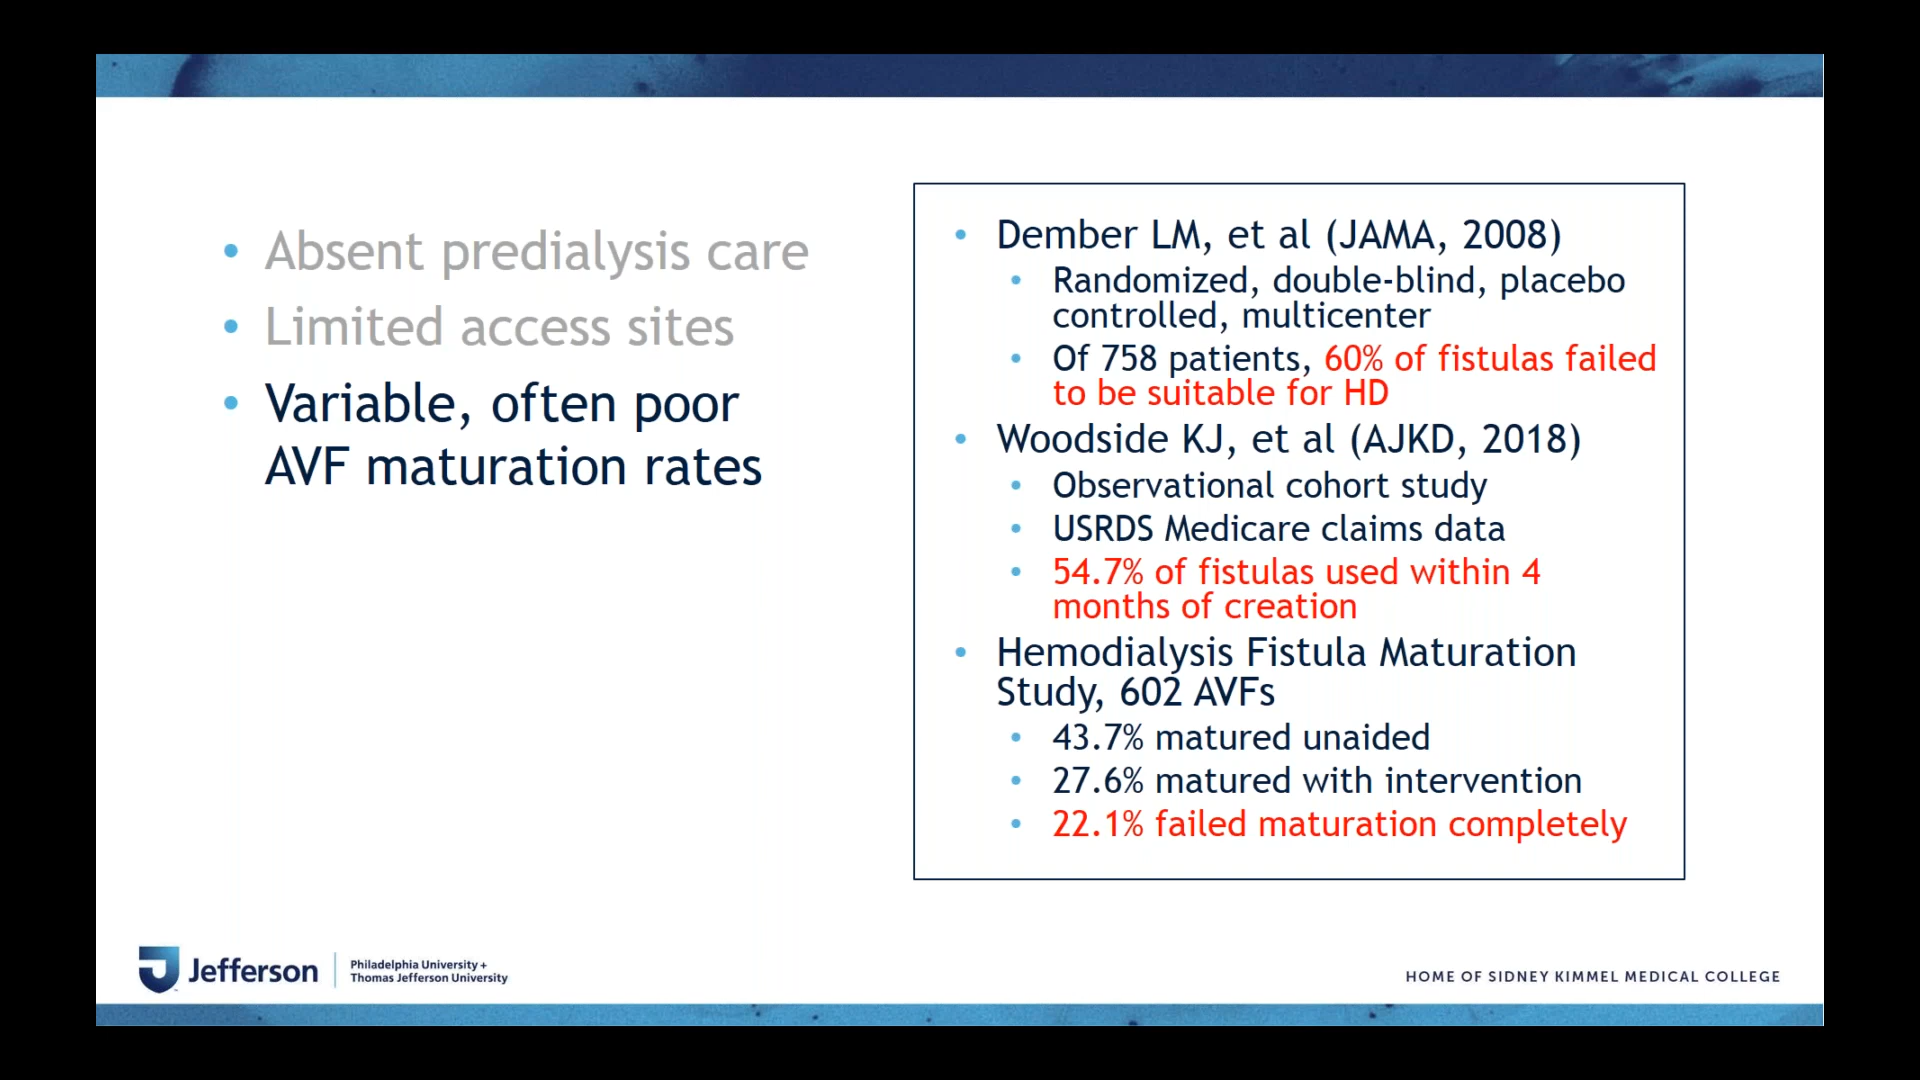 Absent predialysis care
Limited access sites
Variable, often poor
AVF maturation rates
Dember LM, et al (JAMA, 2008)
Randomized, double-blind, placebo
controlled, multicenter
Of 758 patients, 60% of fistulas failed
to be suitable for HD
Woodside KJ, et al (AJKD, 2018)
Observational cohort study
USRDS Medicare claims data
54.7% of fistulas used within 4
months of creation
Hemodialysis Fistula Maturation
Study, 602 AVFs
43.7% matured unaided
27.6% matured with intervention
22.1% failed maturation completely
Jefferson
Philadelphia University +
Thomas Jefferson University
HOME OF SIDNEY KIMMEL MEDICAL COLLEGE